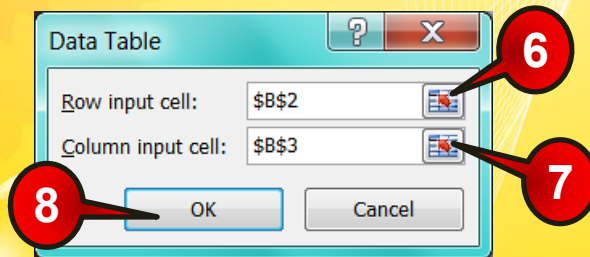 Data Table
?
X
6
Row input cell:
$B$2
Column input cell:
$B$3
7
8
OK
Cancel